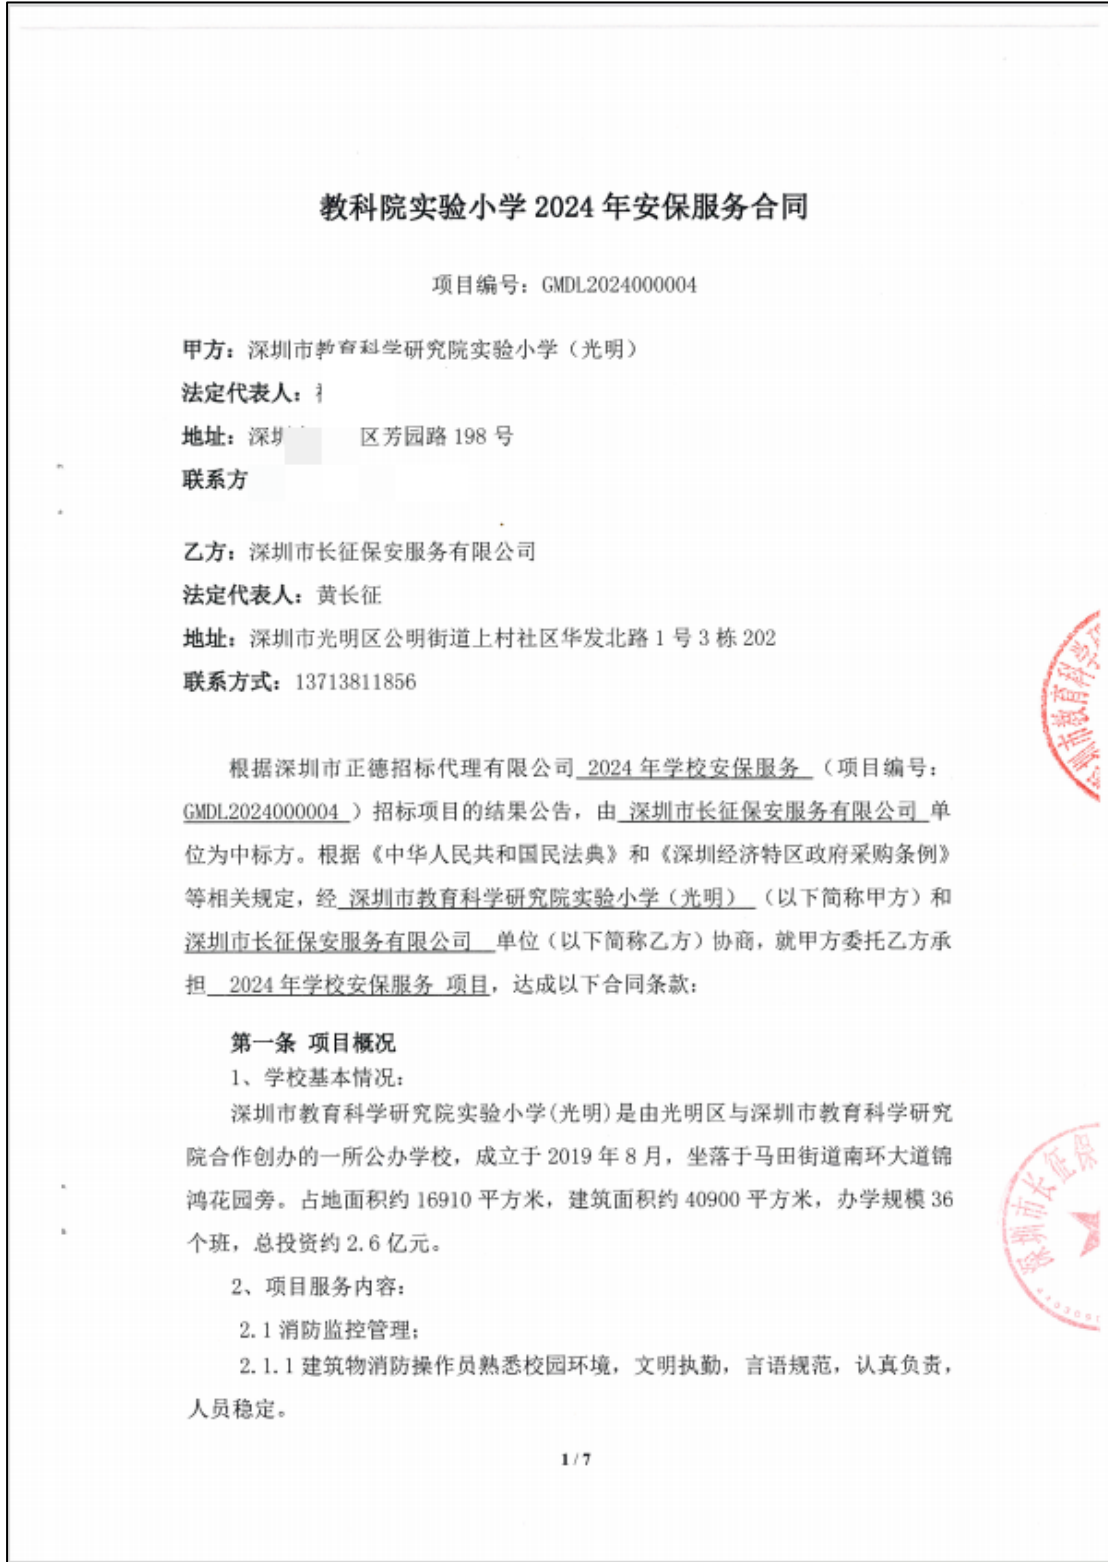 教科院实验小学 2024 年安保服务合同
项目编号：GMDL2024000004
甲方：深圳市教育科学研究院实验小学（光明）
法定代表人：
地址：深圳 区芳园路 198 号
联系方
乙方：深圳市长征保安服务有限公司
法定代表人：黄长征
地址：深圳市光明区公明街道上村社区华发北路 1 号 3 栋 202
联系方式：13713811856
根据深圳市正德招标代理有限公司 2024 年学校安保服务 （项目编号：
GMDL2024000004 ）招标项目的结果公告，由 深圳市长征保安服务有限公司 单
位为中标方。根据《中华人民共和国民法典》和《深圳经济特区政府采购条例》
等相关规定，经 深圳市教育科学研究院实验小学（光明） （以下简称甲方）和
深圳市长征保安服务有限公司 单位（以下简称乙方）协商，就甲方委托乙方承
担 2024 年学校安保服务 项目，达成以下合同条款：
第一条 项目概况
1、学校基本情况：
深圳市教育科学研究院实验小学(光明)是由光明区与深圳市教育科学研究
院合作创办的一所公办学校，成立于 2019 年 8 月，坐落于马田街道南环大道锦
鸿花园旁。占地面积约 16910 平方米，建筑面积约 40900 平方米，办学规模 36
个班，总投资约 2.6 亿元。
2、项目服务内容：
2.1 消防监控管理；
2.1.1 建筑物消防操作员熟悉校园环境，文明执勤，言语规范，认真负责，
人员稳定。
1 / 7
圳市教育科学研
深圳市长征保